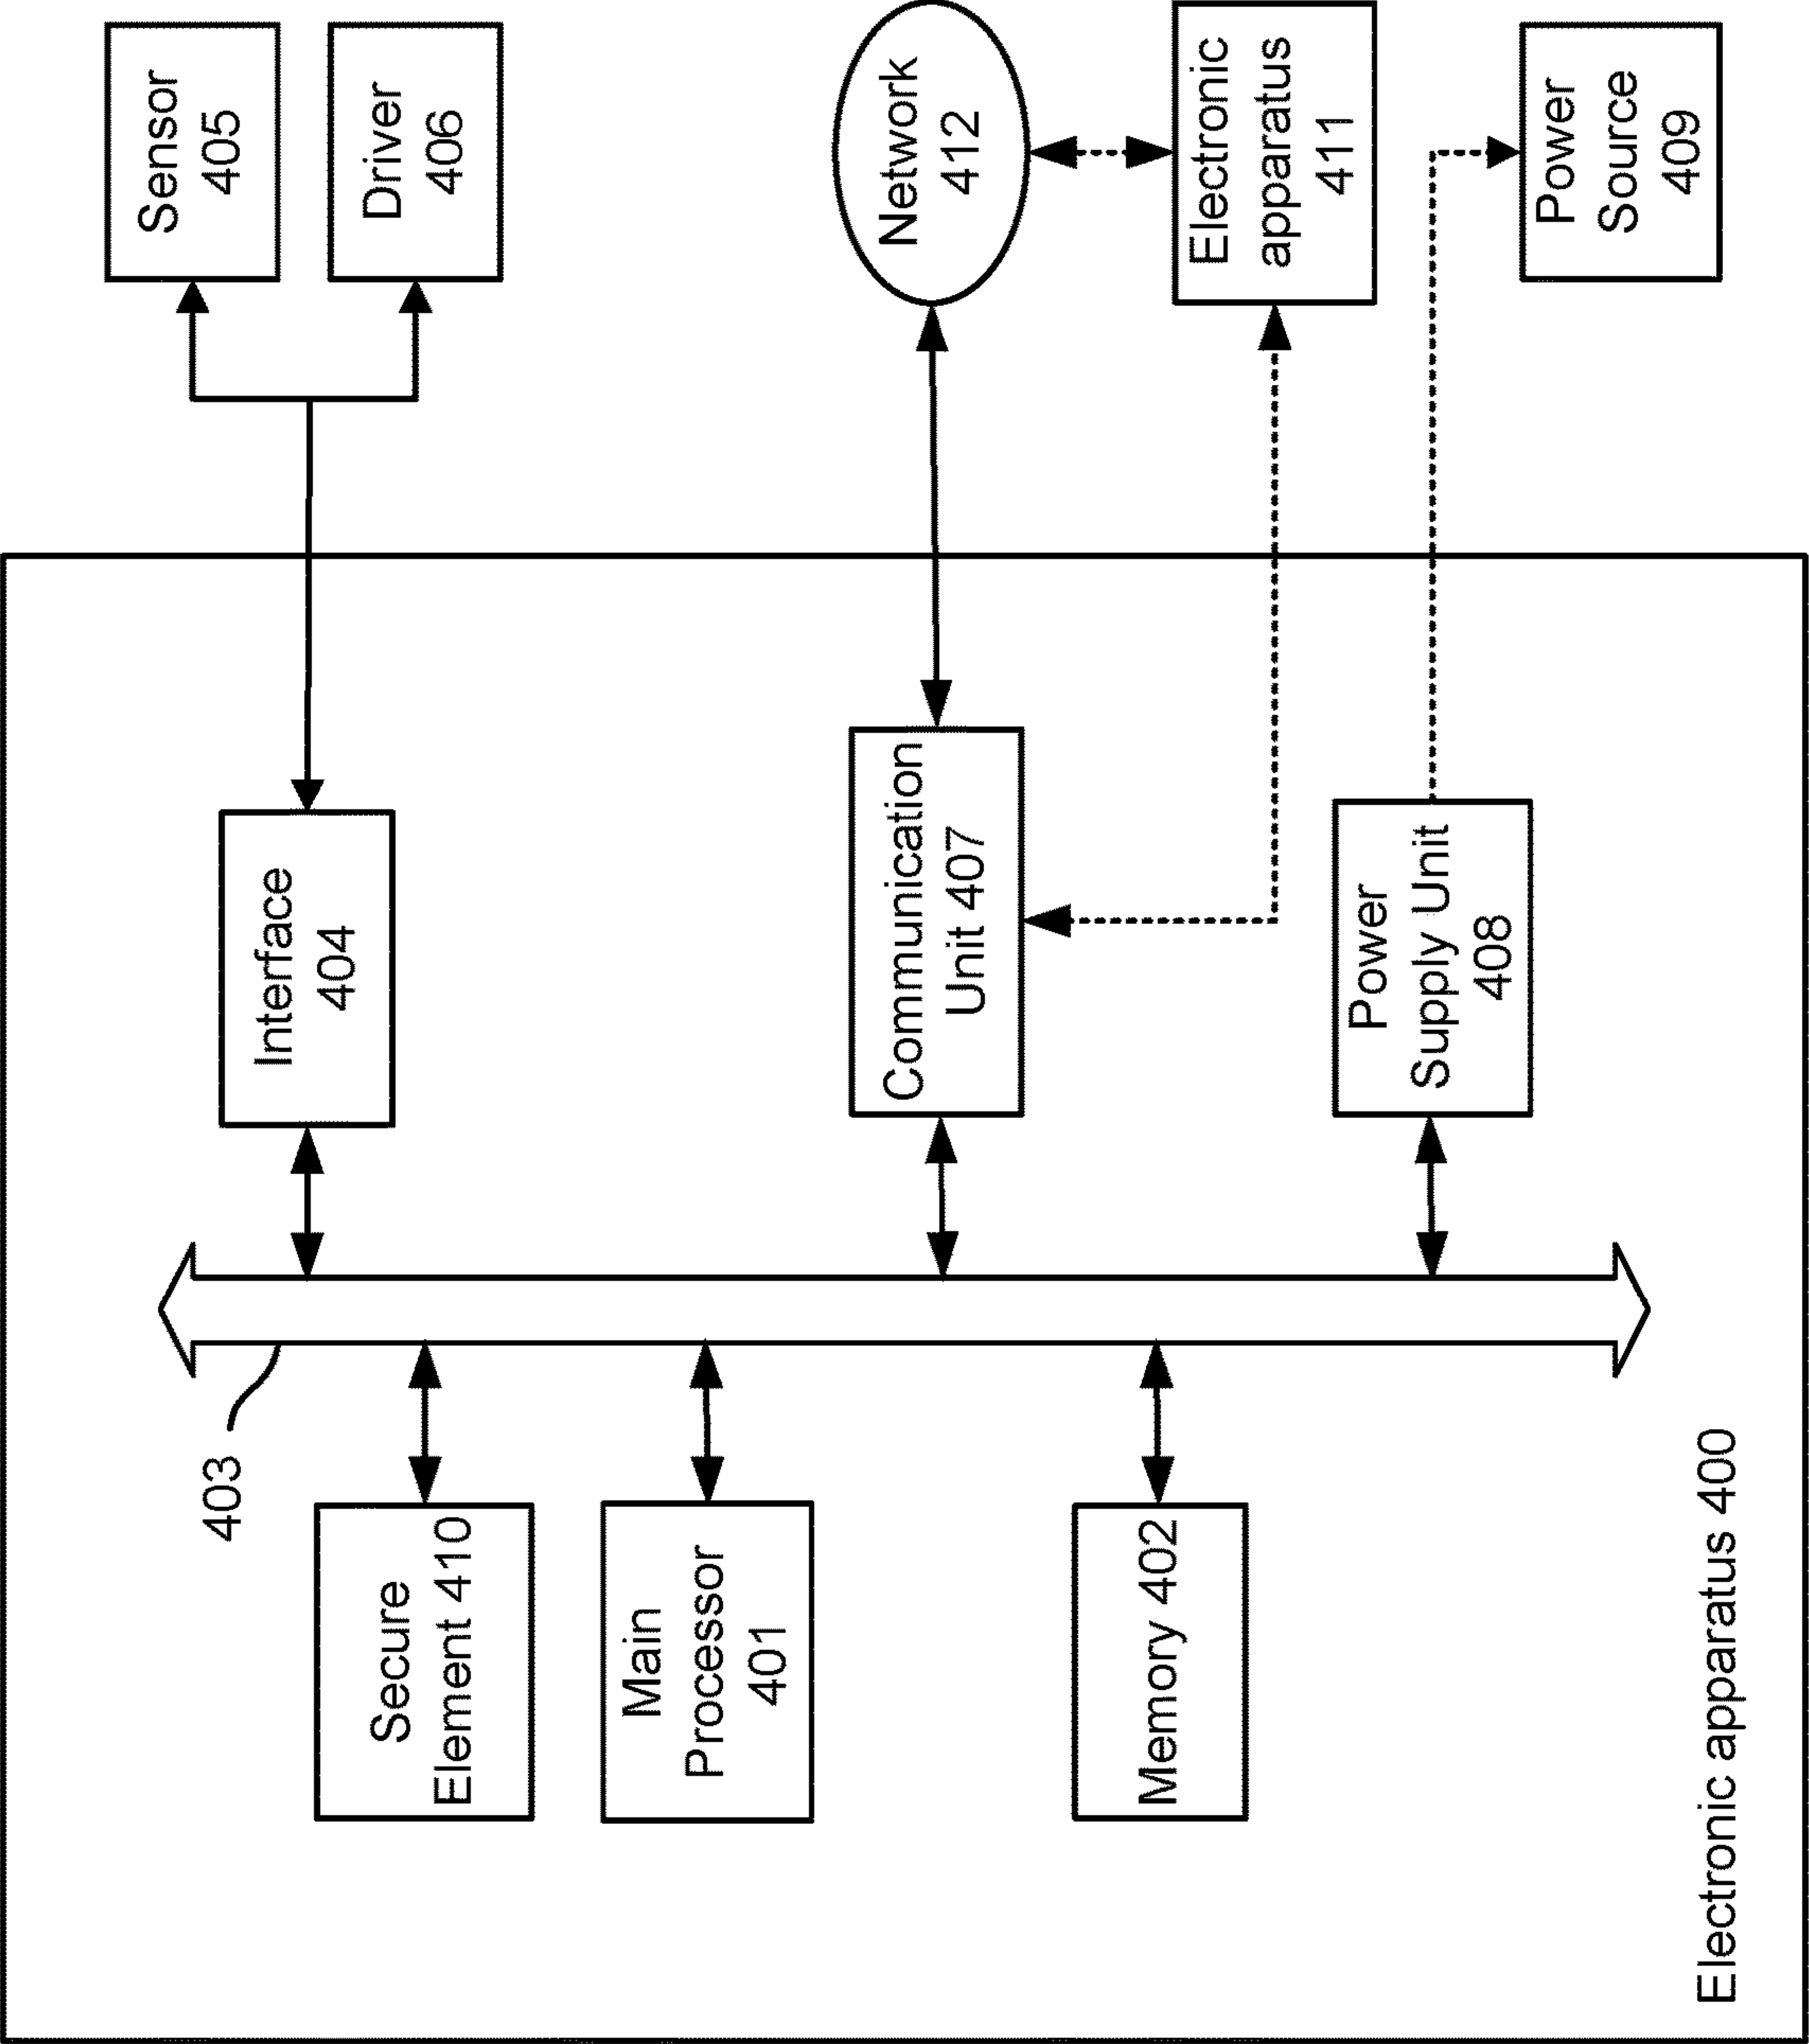 403
Secure
Element 410
Main
Processor
401
Memory 402
Interface
404
Communication
Unit 407
Power
Supply Unit
408
Sensor
405
Driver
406
Network
412
Electronic
apparatus
411
Power
Source
409
Electronic apparatus 400